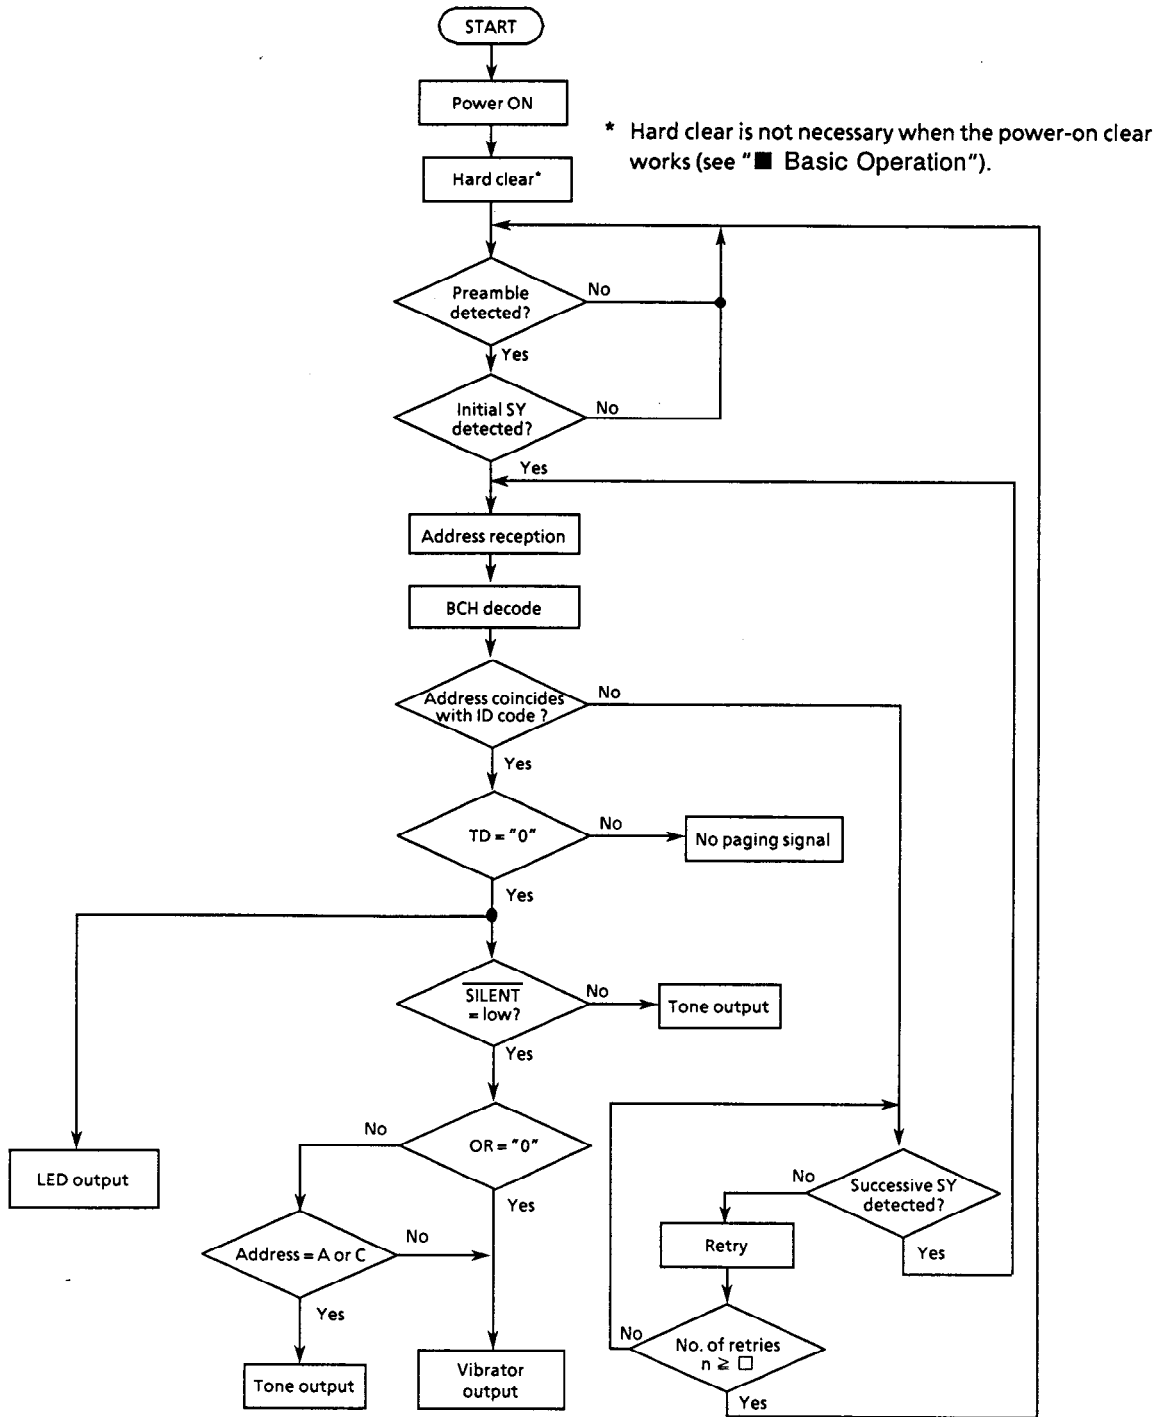 START
Power ON
* Hard clear is not necessary when the power-on clear
works (see "■ Basic Operation").
Hard clear*
Preamble
detected?
No
Yes
Initial SY
detected?
No
Yes
Address reception
BCH decode
Address coincides
with ID code ?
No
Yes
TD = "0"
No
No paging signal
Yes
SILENT
= low?
No
Tone output
Yes
OR = "0"
No
Yes
LED output
Successive SY
detected?
No
Yes
Retry
Address = A or C
No
Yes
No. of retries
n ≧ □
No
Yes
Tone output
Vibrator
output